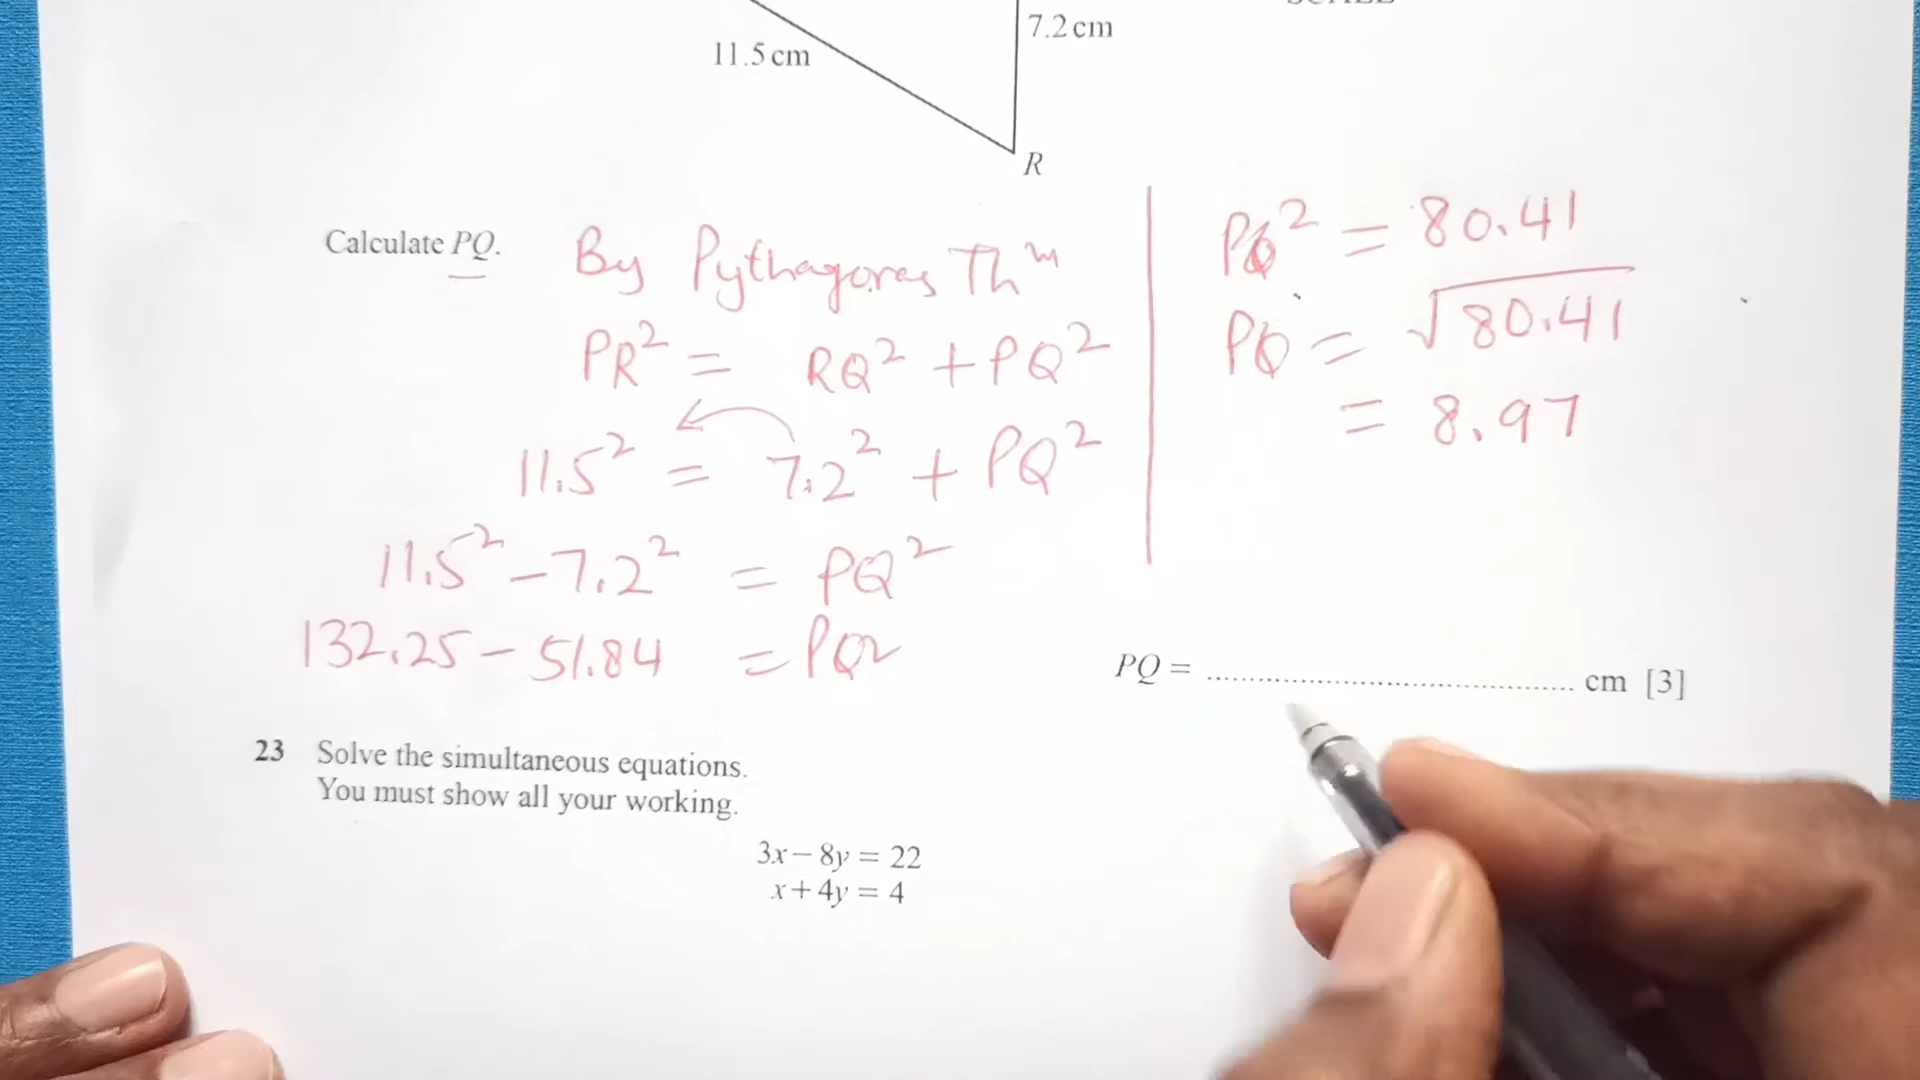 7.2 cm
11.5 cm
R
Calculate PQ.
By Pythagoras Thᵐ
PR² = RQ² + PQ²
11.5² = 7.2² + PQ²
11.5² - 7.2² = PQ²
132.25 - 51.84 = PQ²
PQ² = 80.41
PQ = √80.41
= 8.97
PQ = ................................................ cm [3]
23 Solve the simultaneous equations.
You must show all your working.
3x - 8y = 22
x + 4y = 4